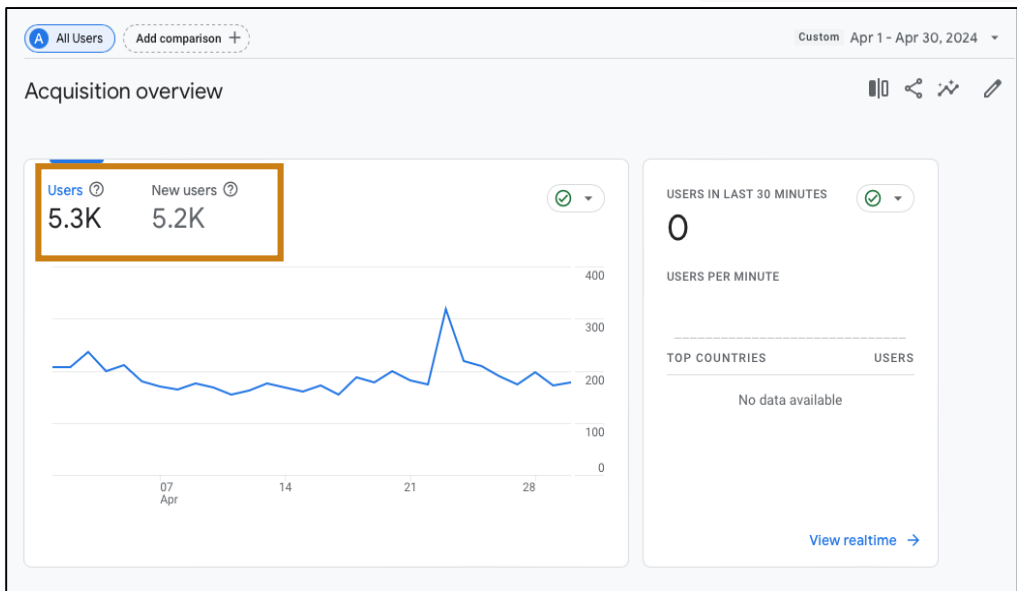 A All Users Add comparison + Custom Apr 1 - Apr 30, 2024
Acquisition overview
Users New users
5.3K 5.2K
400
300
200
100
0
07 14 21 28
Apr
USERS IN LAST 30 MINUTES
0
USERS PER MINUTE
TOP COUNTRIES USERS
No data available
View realtime